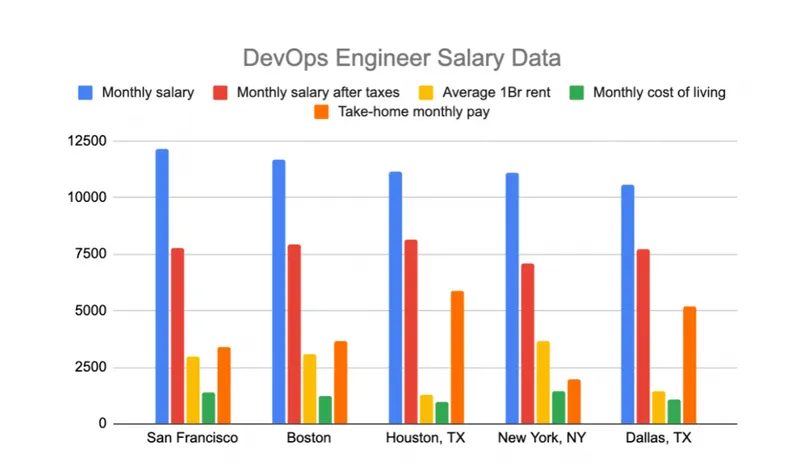 DevOps Engineer Salary Data
Monthly salary Monthly salary after taxes Average 1Br rent Monthly cost of living
Take-home monthly pay
12500
10000
7500
5000
2500
0
San Francisco Boston Houston, TX New York, NY Dallas, TX